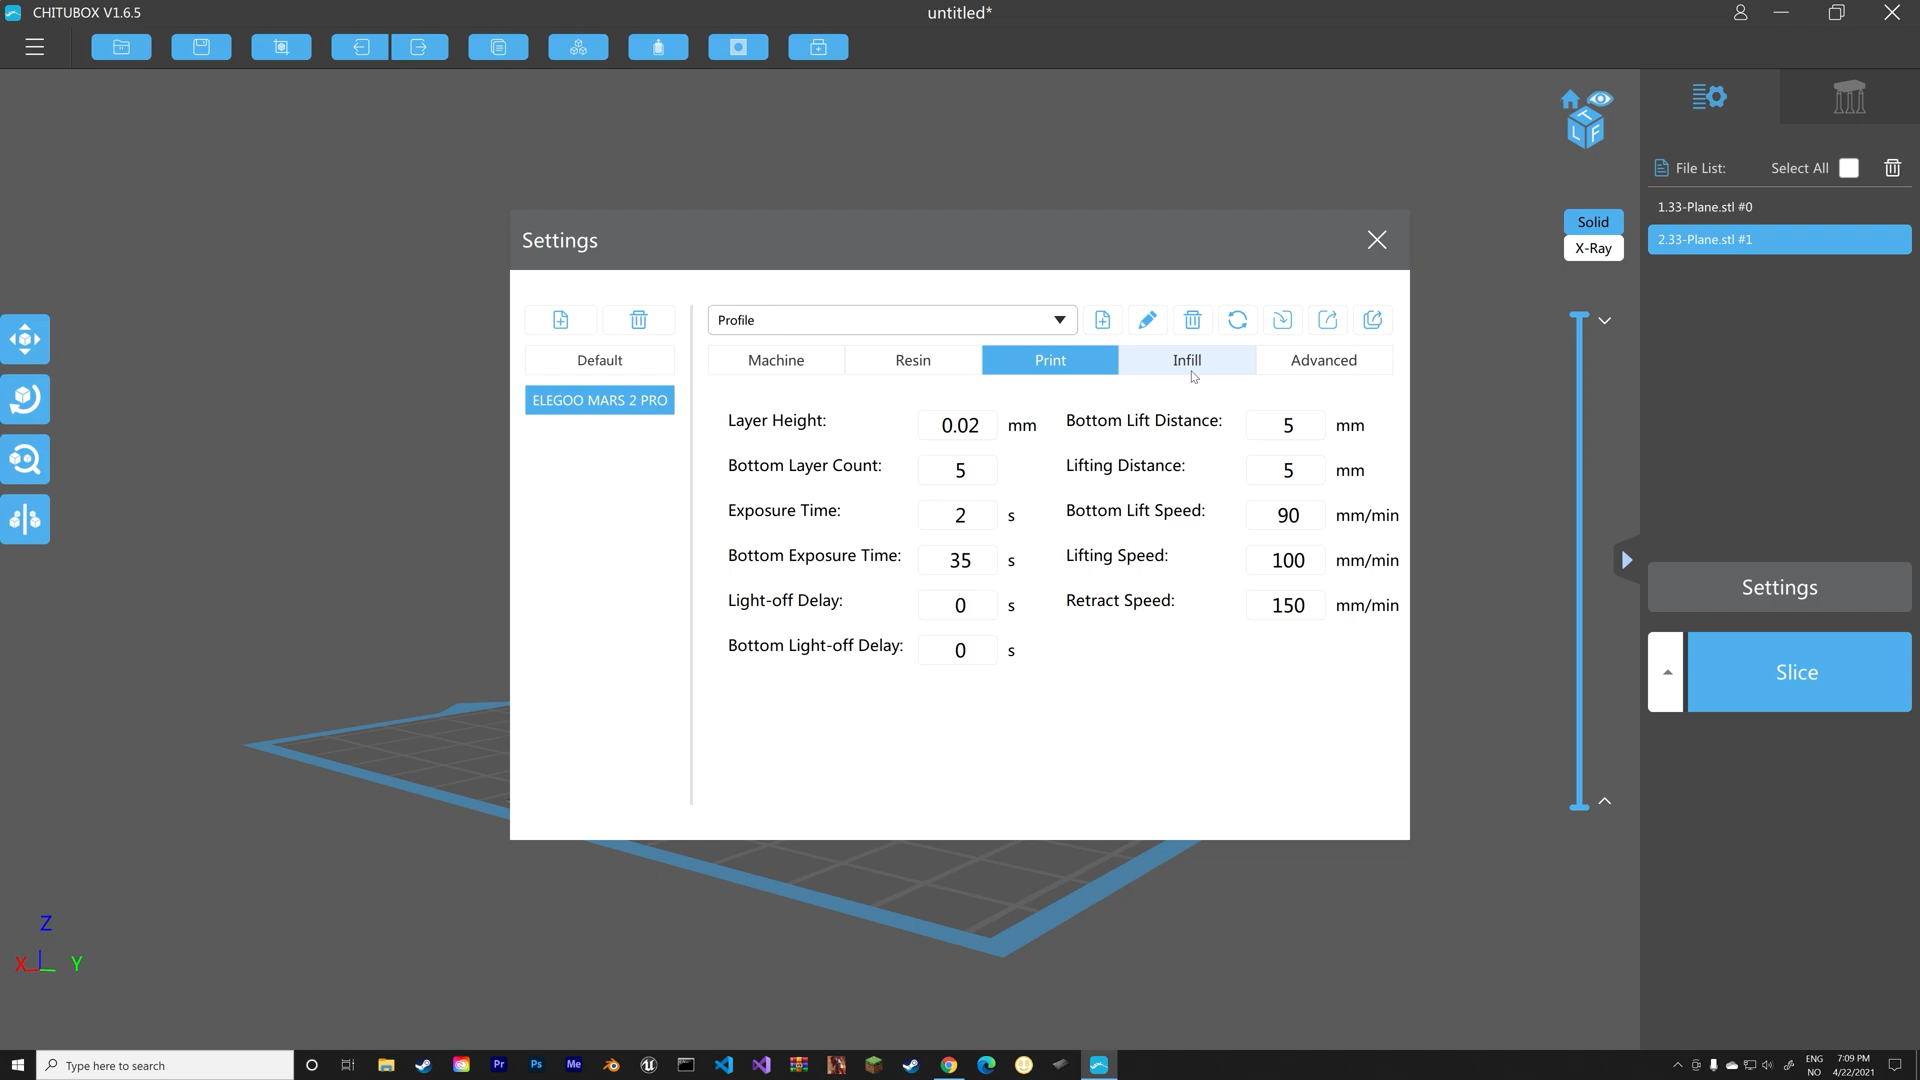 CHITUBOX V1.6.5
untitled*
T
L F
File List:
Select All
1.33-Plane.stl #0
2.33-Plane.stl #1
Solid
X-Ray
Settings
Profile
Default
ELEGOO MARS 2 PRO
Machine
Resin
Print
Infill
Advanced
Layer Height: 0.02 mm
Bottom Layer Count: 5
Exposure Time: 2 s
Bottom Exposure Time: 35 s
Light-off Delay: 0 s
Bottom Light-off Delay: 0 s
Bottom Lift Distance: 5 mm
Lifting Distance: 5 mm
Bottom Lift Speed: 90 mm/min
Lifting Speed: 100 mm/min
Retract Speed: 150 mm/min
Settings
Slice
Z
X
Y
Type here to search
Pr
Ps
Me
ENG
NO
7:09 PM
4/22/2021